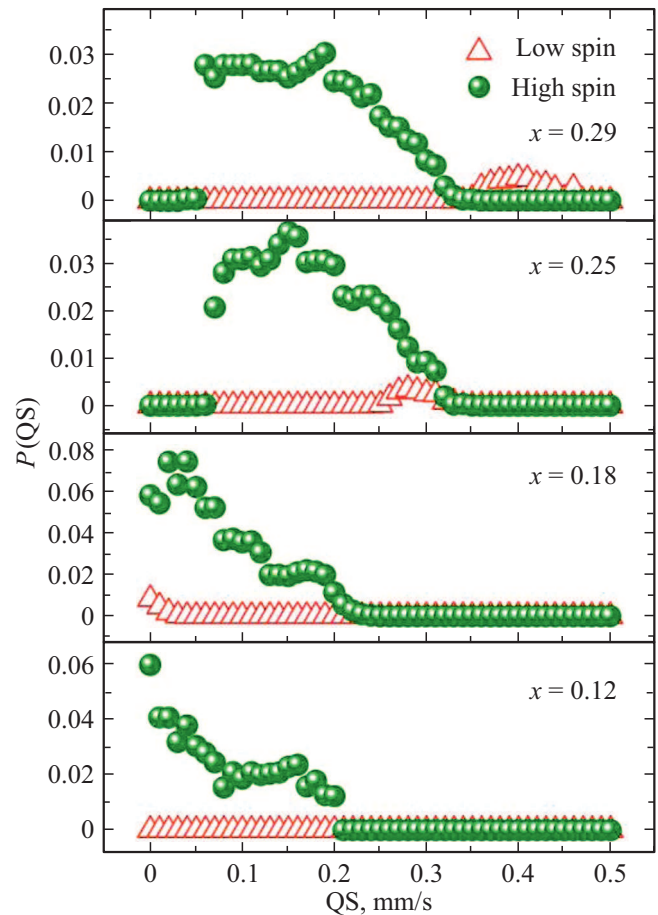 0.03
0.02
0.01
0
Low spin
High spin
x = 0.29
0.03
0.02
0.01
0
x = 0.25
0.08
0.06
0.04
0.02
0
x = 0.18
0.06
0.04
0.02
0
x = 0.12
P(QS)
0 0.1 0.2 0.3 0.4 0.5
QS, mm/s